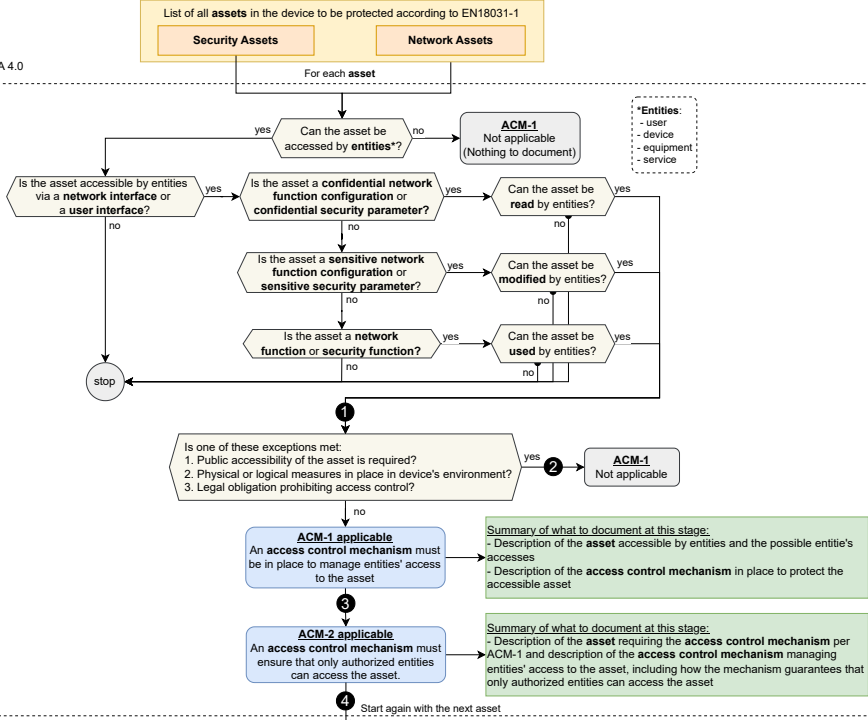 List of all assets in the device to be protected according to EN18031-1
Security Assets
Network Assets
A 4.0
For each asset
*Entities:
- user
- device
- equipment
- service
Can the asset be
accessed by entities*?
yes
no
ACM-1
Not applicable
(Nothing to document)
Is the asset accessible by entities
via a network interface or
a user interface?
yes
no
Is the asset a confidential network
function configuration or
confidential security parameter?
yes
no
Can the asset be
read by entities?
yes
no
Is the asset a sensitive network
function configuration or
sensitive security parameter?
yes
no
Can the asset be
modified by entities?
yes
no
Is the asset a network
function or security function?
yes
no
Can the asset be
used by entities?
yes
no
stop
1
Is one of these exceptions met:
1. Public accessibility of the asset is required?
2. Physical or logical measures in place in device's environment?
3. Legal obligation prohibiting access control?
yes
2
ACM-1
Not applicable
no
ACM-1 applicable
An access control mechanism must
be in place to manage entities' access
to the asset
Summary of what to document at this stage:
- Description of the asset accessible by entities and the possible entitie's
accesses
- Description of the access control mechanism in place to protect the
accessible asset
3
ACM-2 applicable
An access control mechanism must
ensure that only authorized entities
can access the asset.
Summary of what to document at this stage:
- Description of the asset requiring the access control mechanism per
ACM-1 and description of the access control mechanism managing
entities' access to the asset, including how the mechanism guarantees that
only authorized entities can access the asset
4
Start again with the next asset